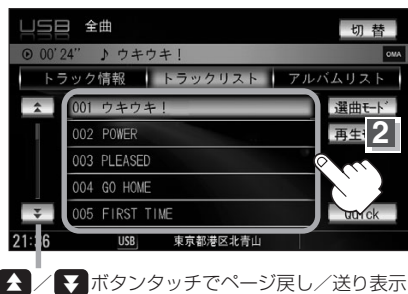 USB 全曲 切 替
00'24" ♪ ウキウキ! OMA
トラック情報 トラックリスト アルバムリスト
001 ウキウキ! 選曲モード
002 POWER
003 PLEASED
004 GO HOME
005 FIRST TIME
2
21: 6 USB 東京都港区北青山
／ ボタンタッチでページ戻し／送り表示